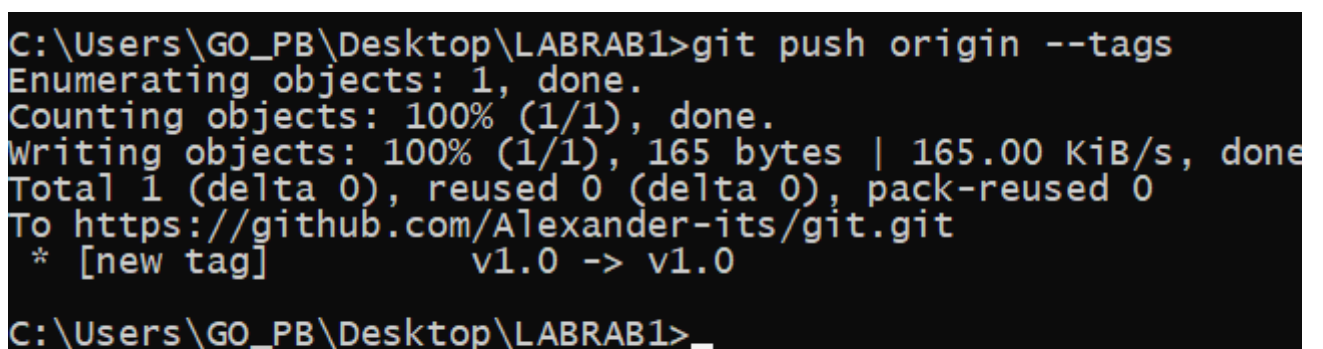 C:\Users\GO_PB\Desktop\LABRAB1>git push origin --tags
Enumerating objects: 1, done.
Counting objects: 100% (1/1), done.
Writing objects: 100% (1/1), 165 bytes | 165.00 KiB/s, done
Total 1 (delta 0), reused 0 (delta 0), pack-reused 0
To https://github.com/Alexander-its/git.git
 * [new tag]         v1.0 -> v1.0

C:\Users\GO_PB\Desktop\LABRAB1>_